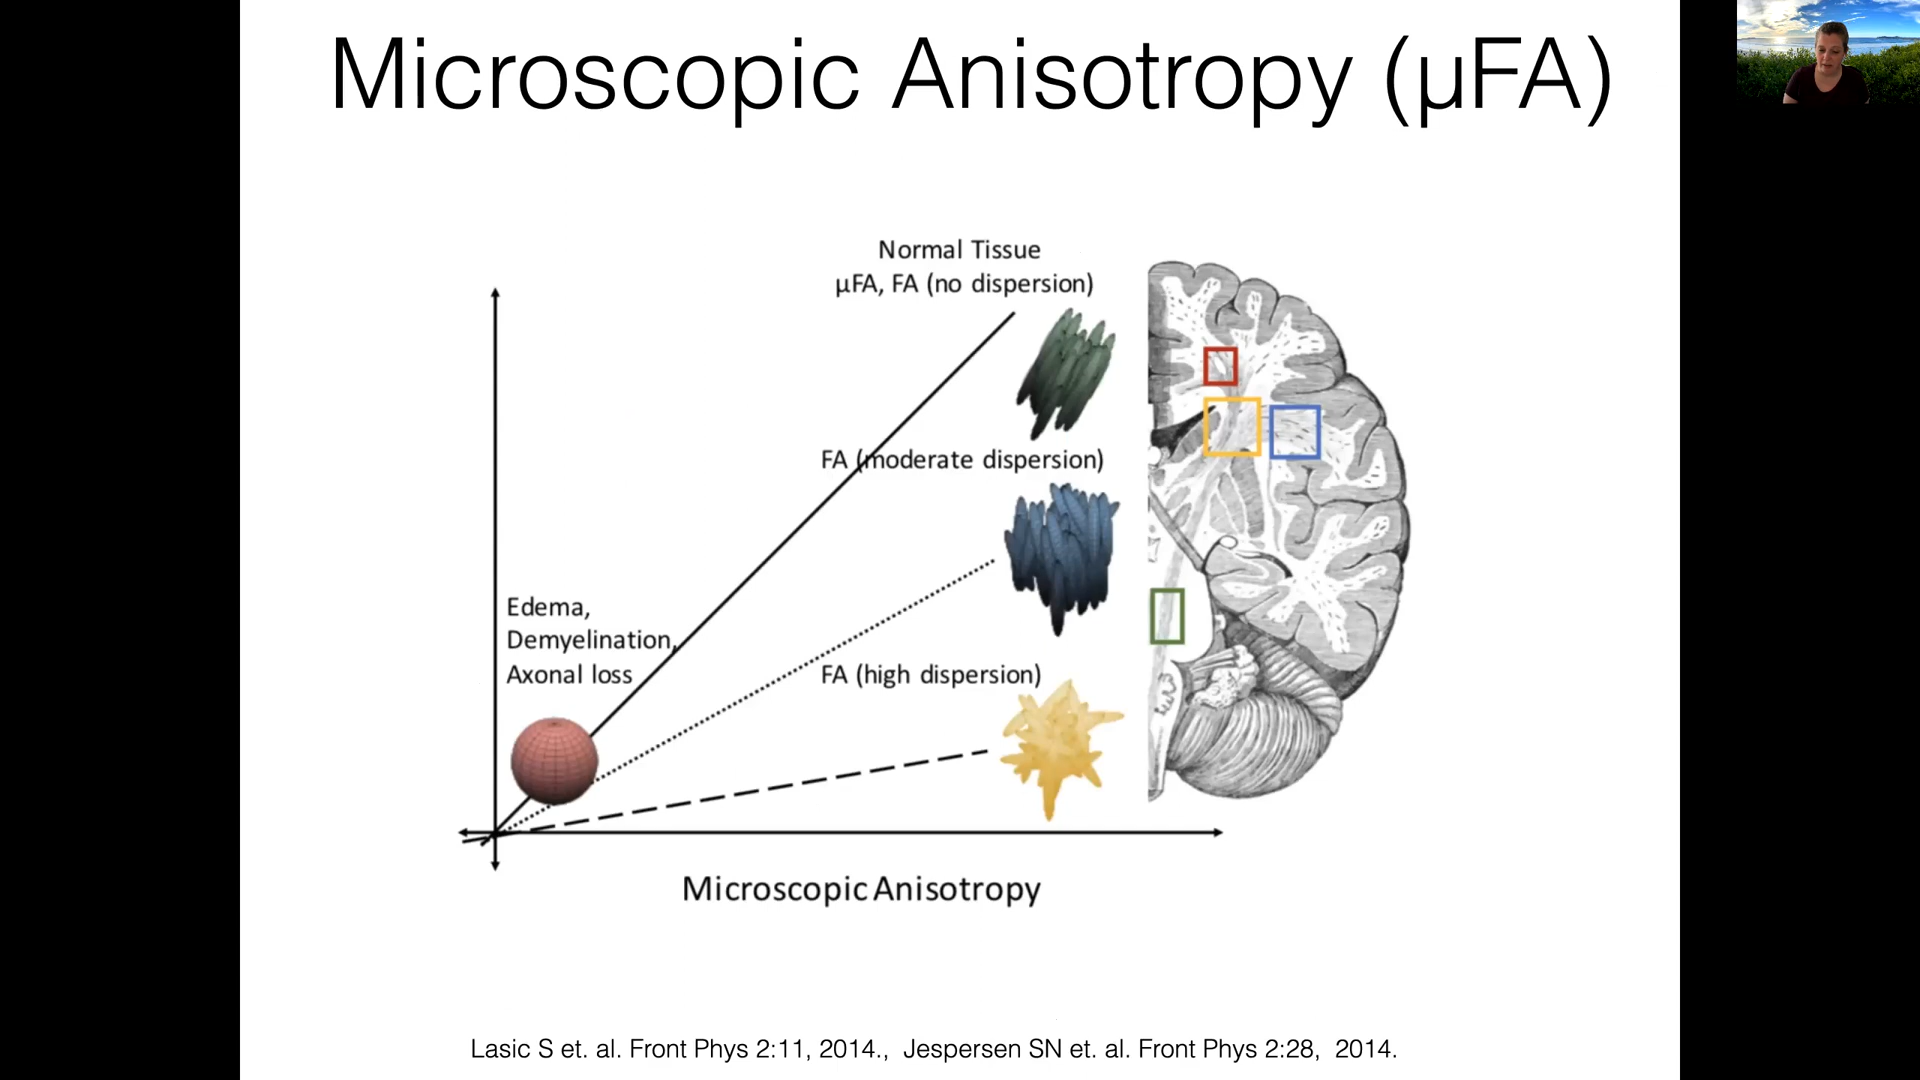 Microscopic Anisotropy (µFA)
Normal Tissue
µFA, FA (no dispersion)
FA (moderate dispersion)
Edema,
Demyelination,
Axonal loss
FA (high dispersion)
Microscopic Anisotropy
Lasic S et. al. Front Phys 2:11, 2014., Jespersen SN et. al. Front Phys 2:28, 2014.